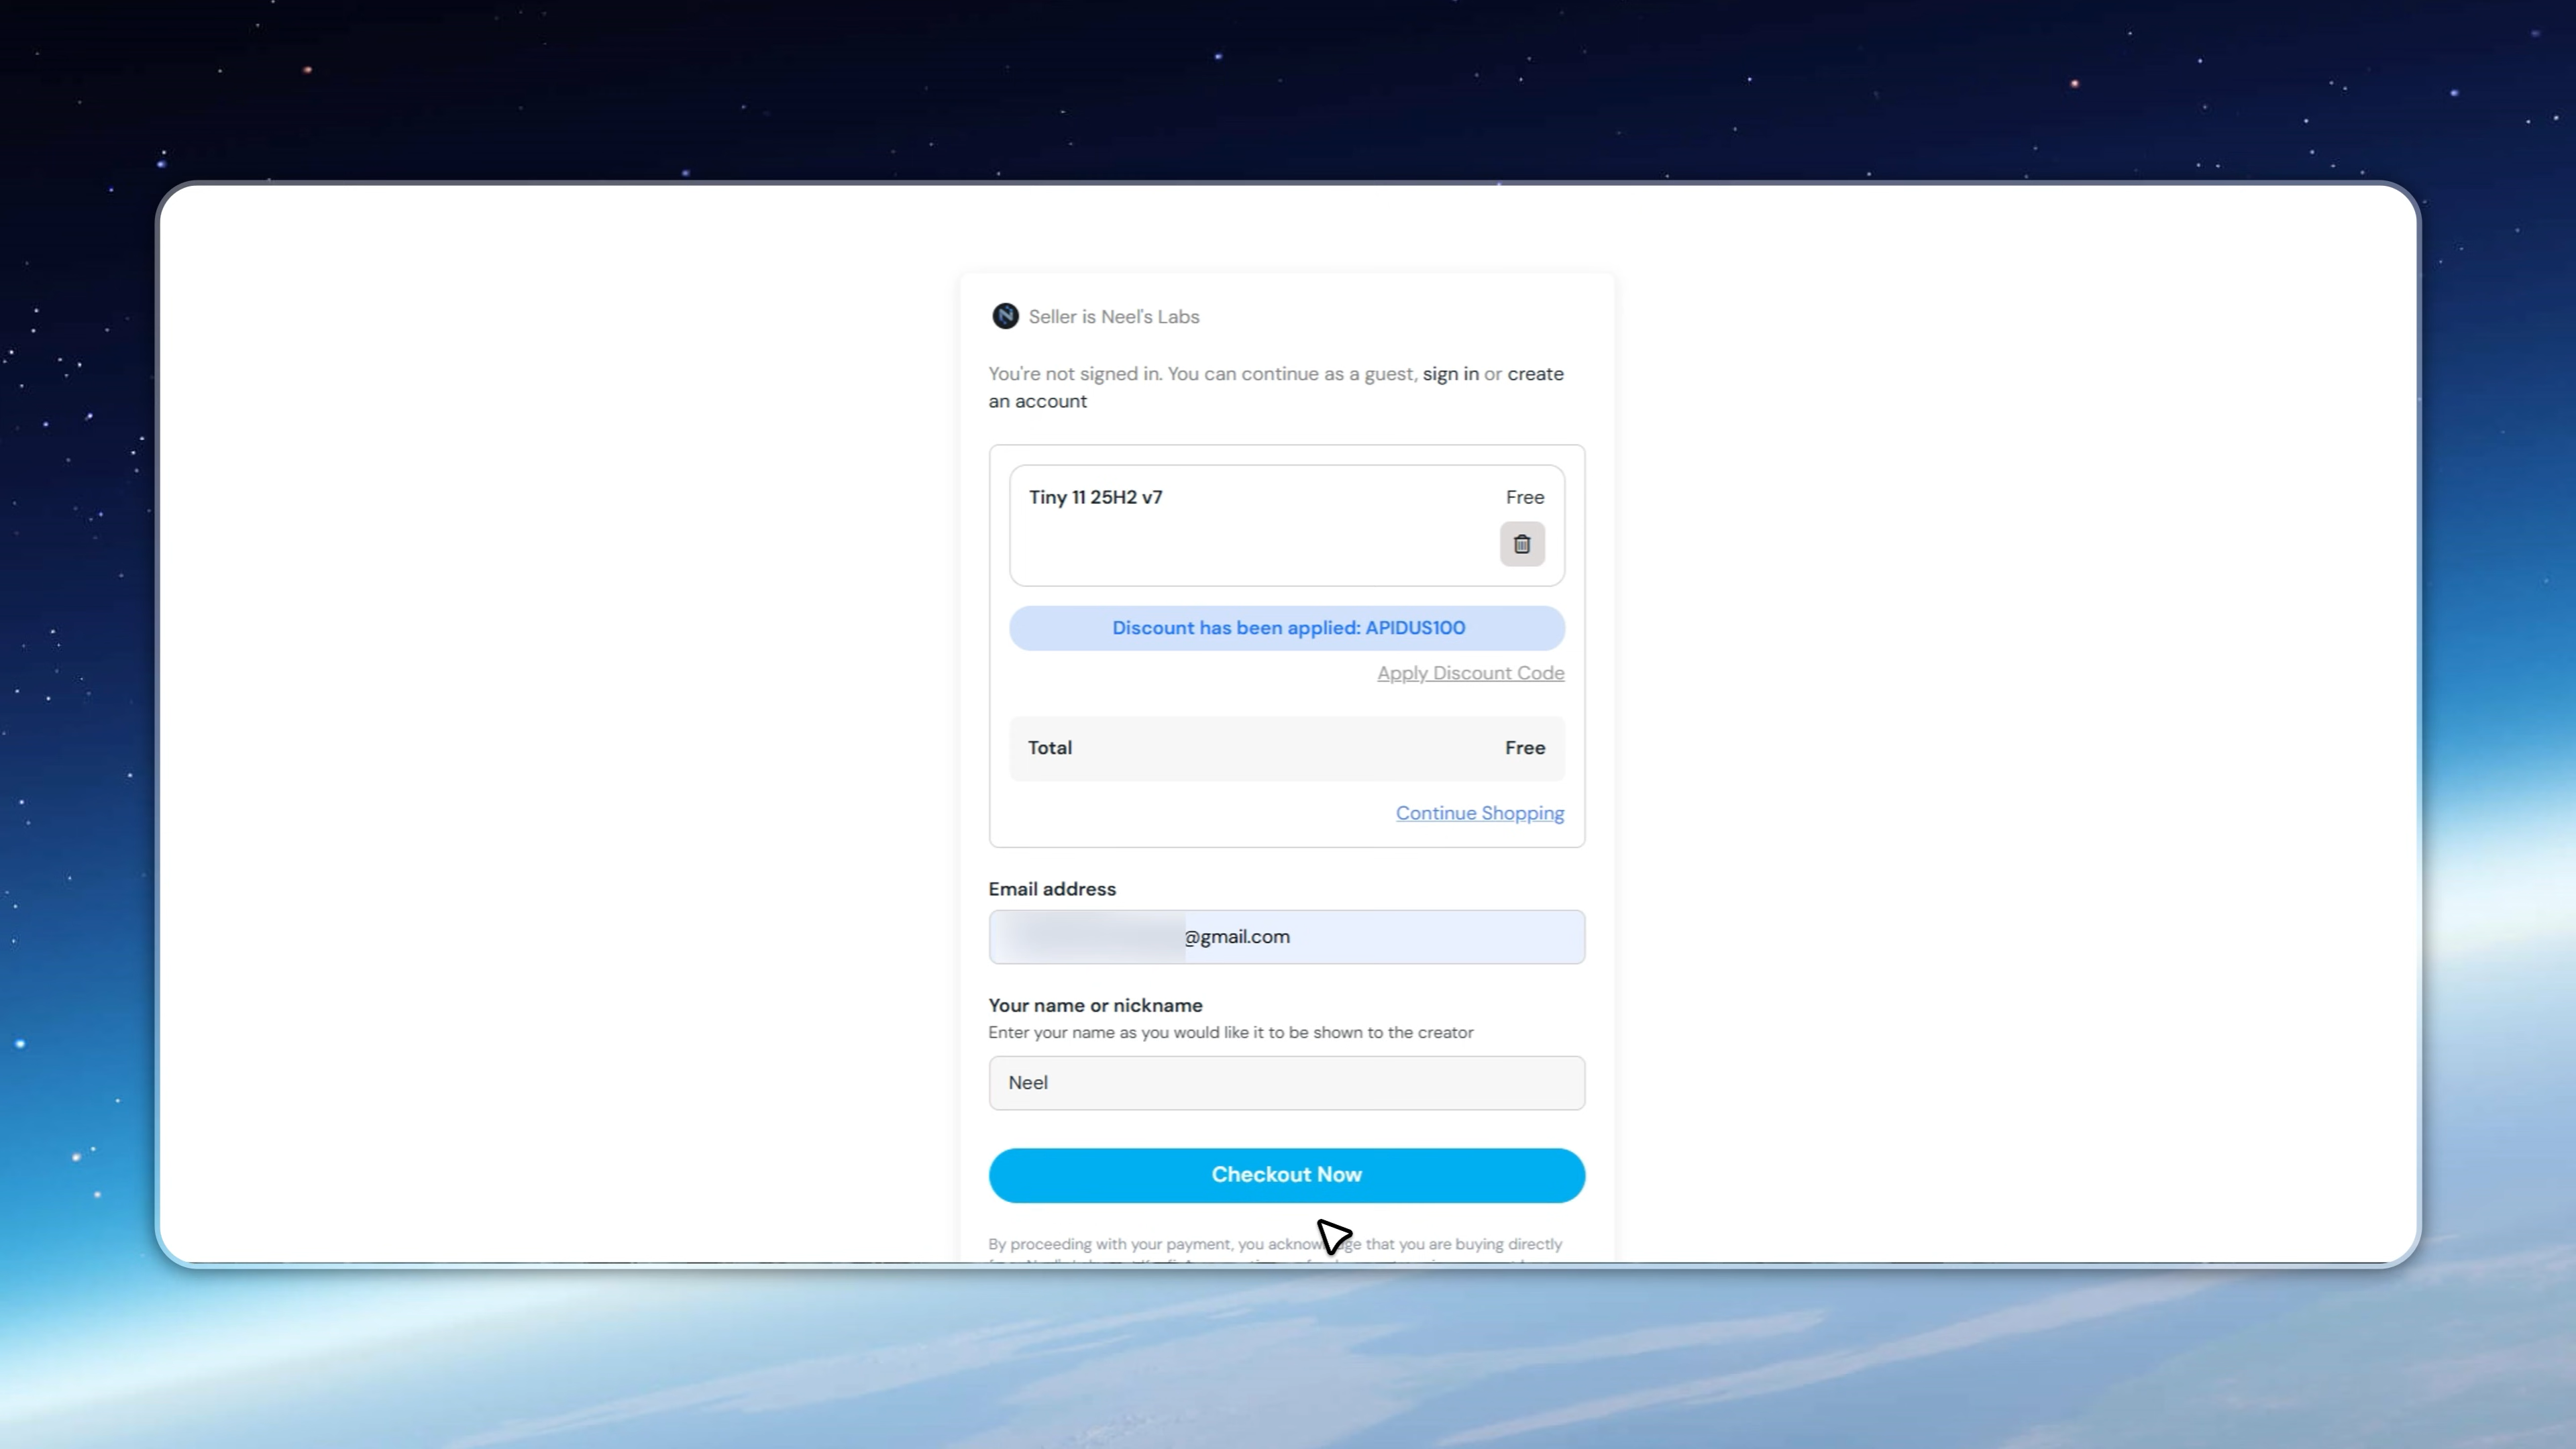 Seller is Neel's Labs
You're not signed in. You can continue as a guest, sign in or create
an account
Tiny 11 25H2 v7
Free
Discount has been applied: APIDUS100
Apply Discount Code
Total
Free
Continue Shopping
Email address
@gmail.com
Your name or nickname
Enter your name as you would like it to be shown to the creator
Neel
Checkout Now
By proceeding with your payment, you that you are buying directly